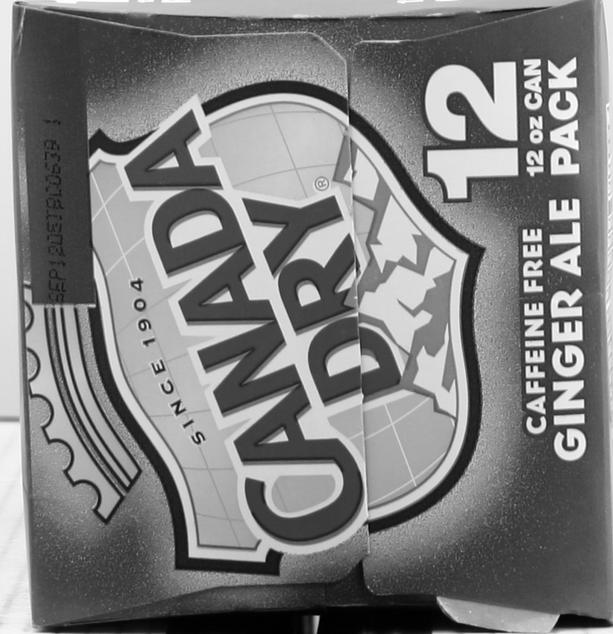 CANADA
DRY®
SINCE 1904
12
12 oz CAN
PACK
CAFFEINE FREE
GINGER ALE